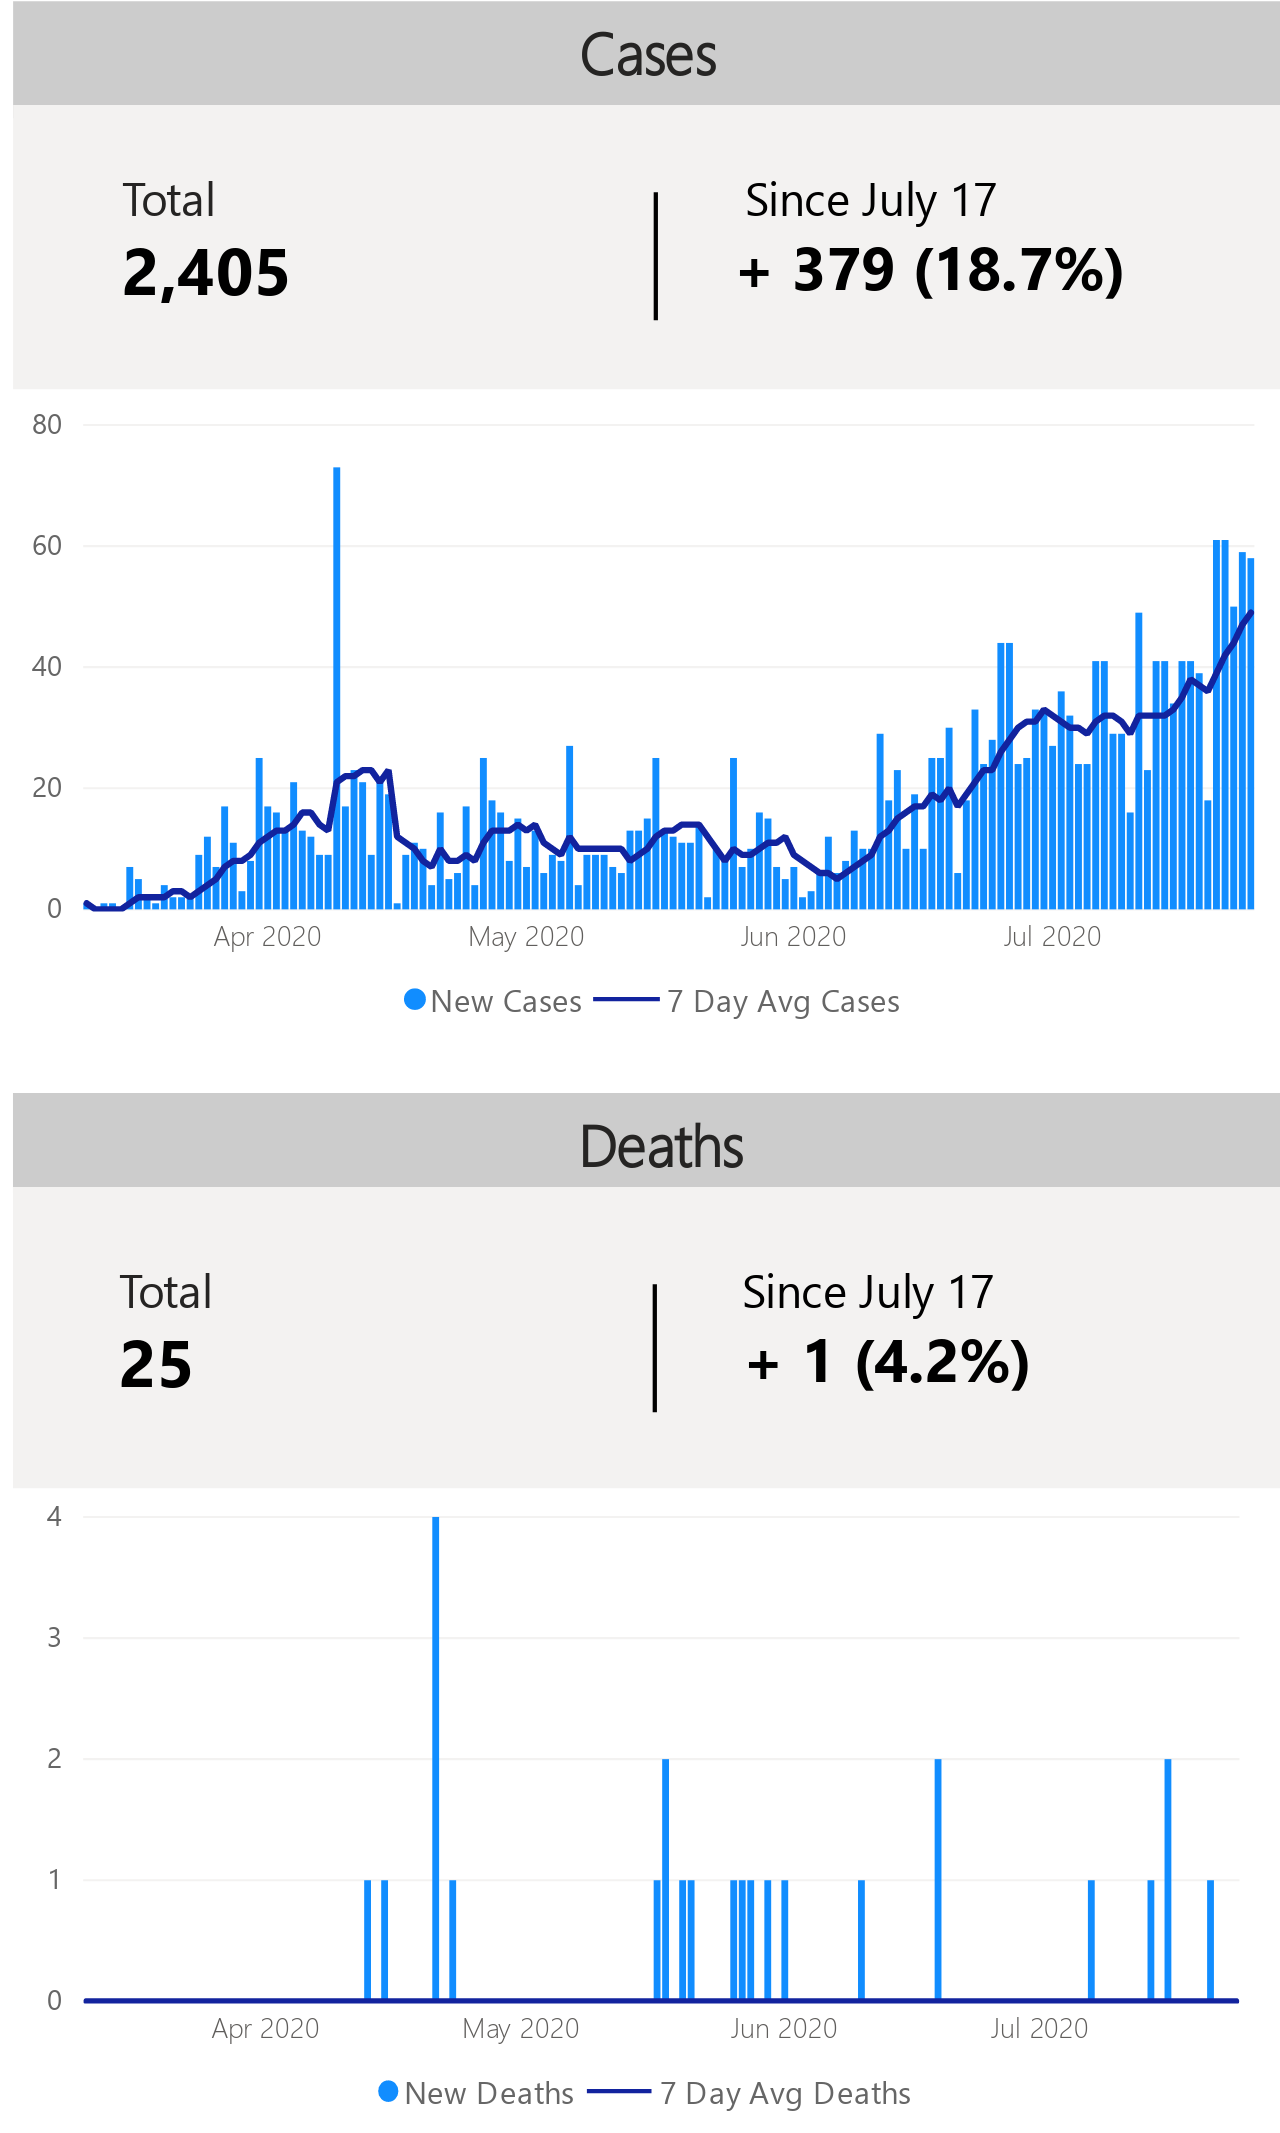 Cases
Total
2,405
Since July 17
+ 379 (18.7%)
80
60
40
20
0
Apr 2020
May 2020
Jun 2020
Jul 2020
New Cases
7 Day Avg Cases
Deaths
Total
25
Since July 17
+ 1 (4.2%)
4
3
2
1
0
Apr 2020
May 2020
Jun 2020
Jul 2020
New Deaths
7 Day Avg Deaths